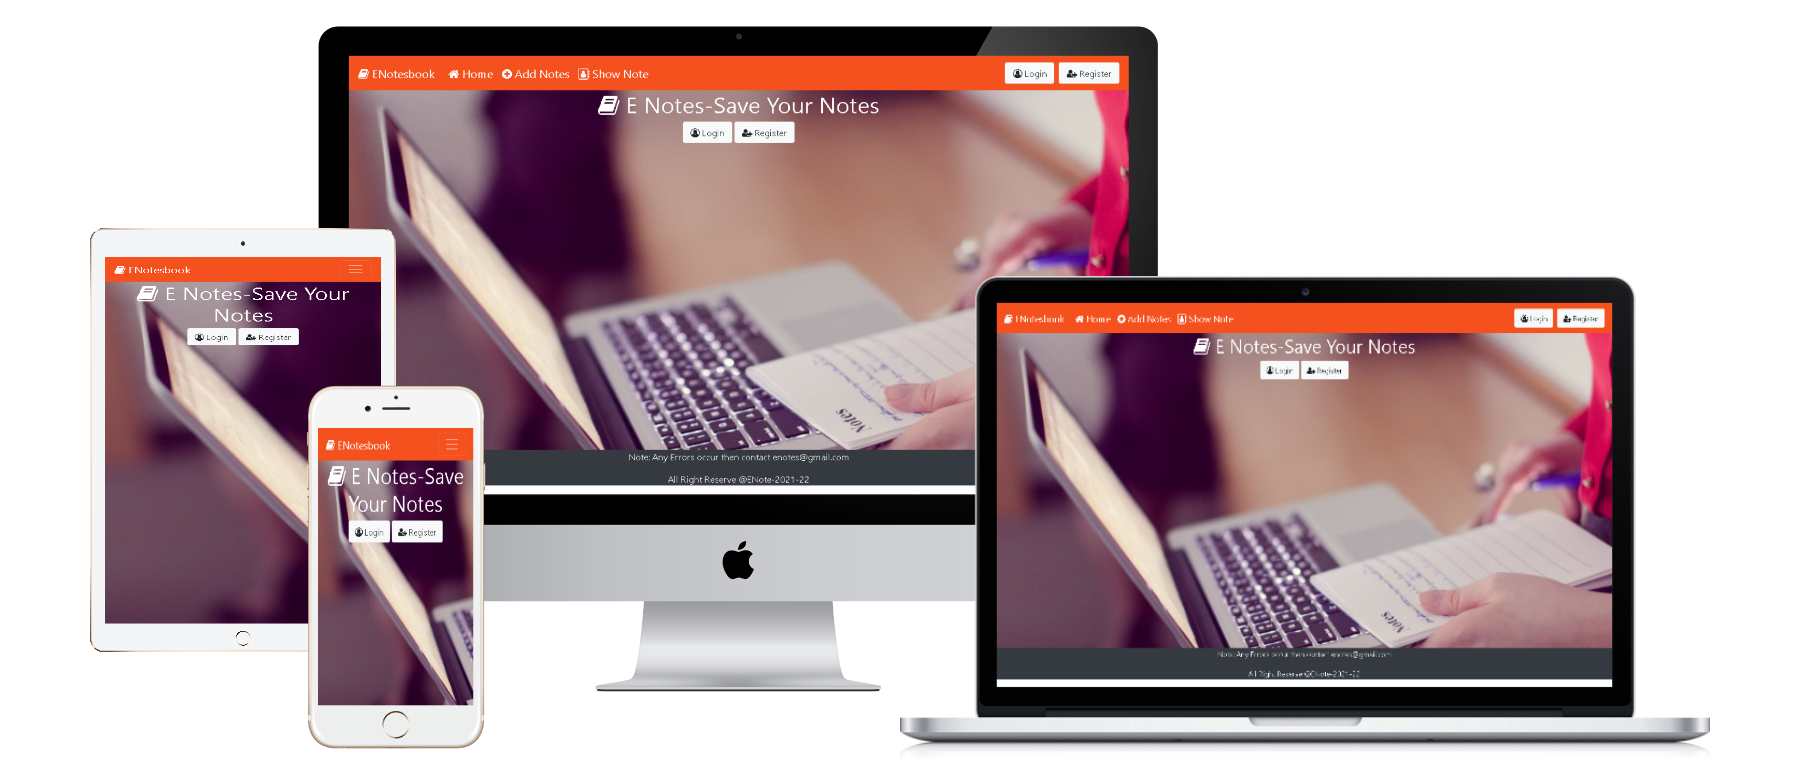 ENotesbook Home Add Notes Show Note Login Register
E Notes-Save Your Notes
Login Register
Notes
Note: Any Errors occur then contact enotes@gmail.com
All Right Reserve @ENote-2021-22
ENotesbook
E Notes-Save Your
Notes
Login Register
ENotesbook
E Notes-Save
Your Notes
Login Register
ENotesbook Home Add Notes Show Note Login Register
E Notes-Save Your Notes
Login Register
Notes
Note: Any Errors occur then contact enotes@gmail.com
All Right Reserve @ENote-2021-22